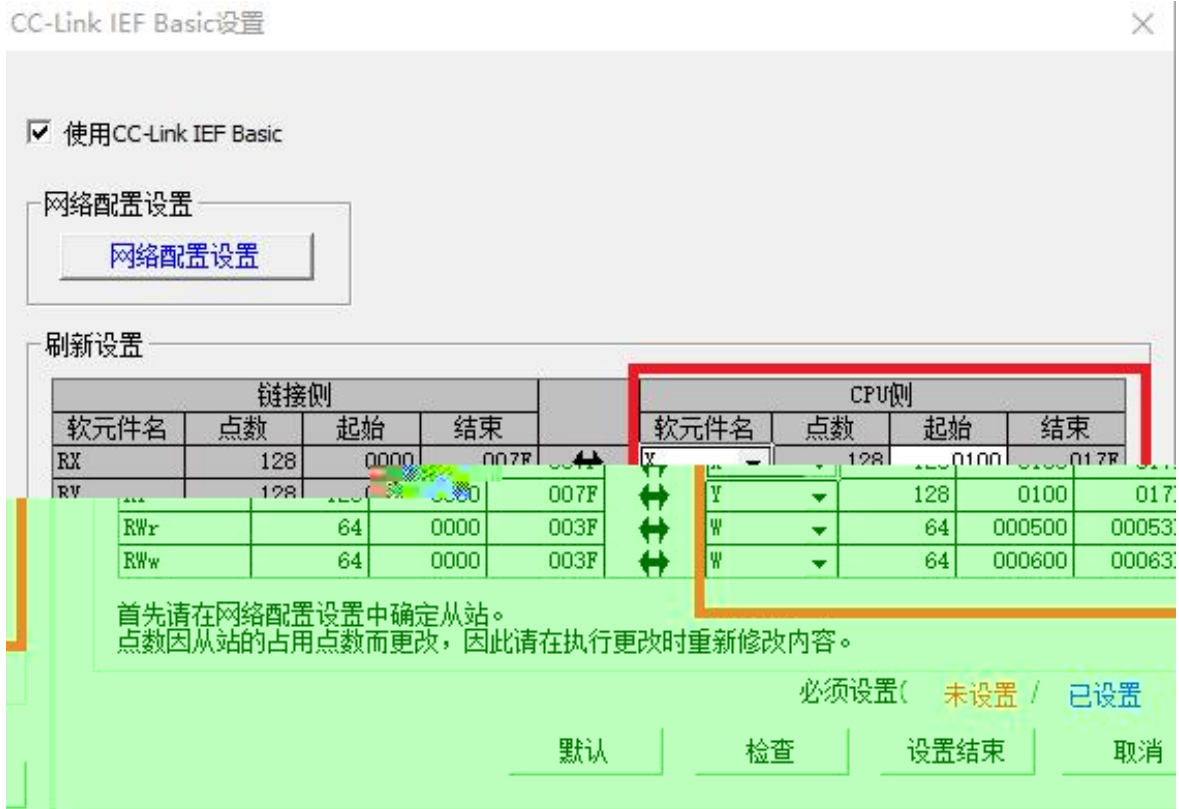 CC-Link IEF Basic设置
使用CC-Link IEF Basic
网络配置设置
网络配置设置
刷新设置
链接侧 CPU侧
软元件名 点数 起始 结束 软元件名 点数 起始 结束
RX 128 0000 007F X 128 0100 017F
RY 128 007F Y 128 0100
RWr 64 0000 003F W 64 000500
RWw 64 0000 003F W 64 000600
首先请在网络配置设置中确定从站。
点数因从站的占用点数而更改，因此请在执行更改时重新修改内容。
必须设置( 未设置 / 已设置
默认 检查 设置结束 取消